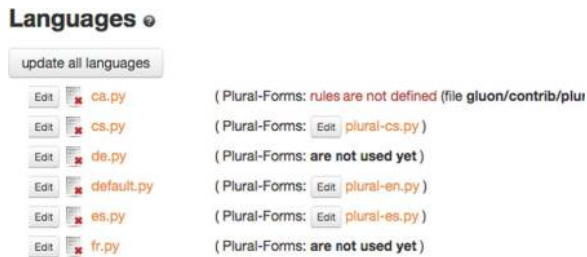 Languages
update all languages
Edit ca.py ( Plural-Forms: rules are not defined (file gluon/contrib/plur
Edit cs.py ( Plural-Forms: Edit plural-cs.py )
Edit de.py ( Plural-Forms: are not used yet )
Edit default.py ( Plural-Forms: Edit plural-en.py )
Edit es.py ( Plural-Forms: Edit plural-es.py )
Edit fr.py ( Plural-Forms: are not used yet )